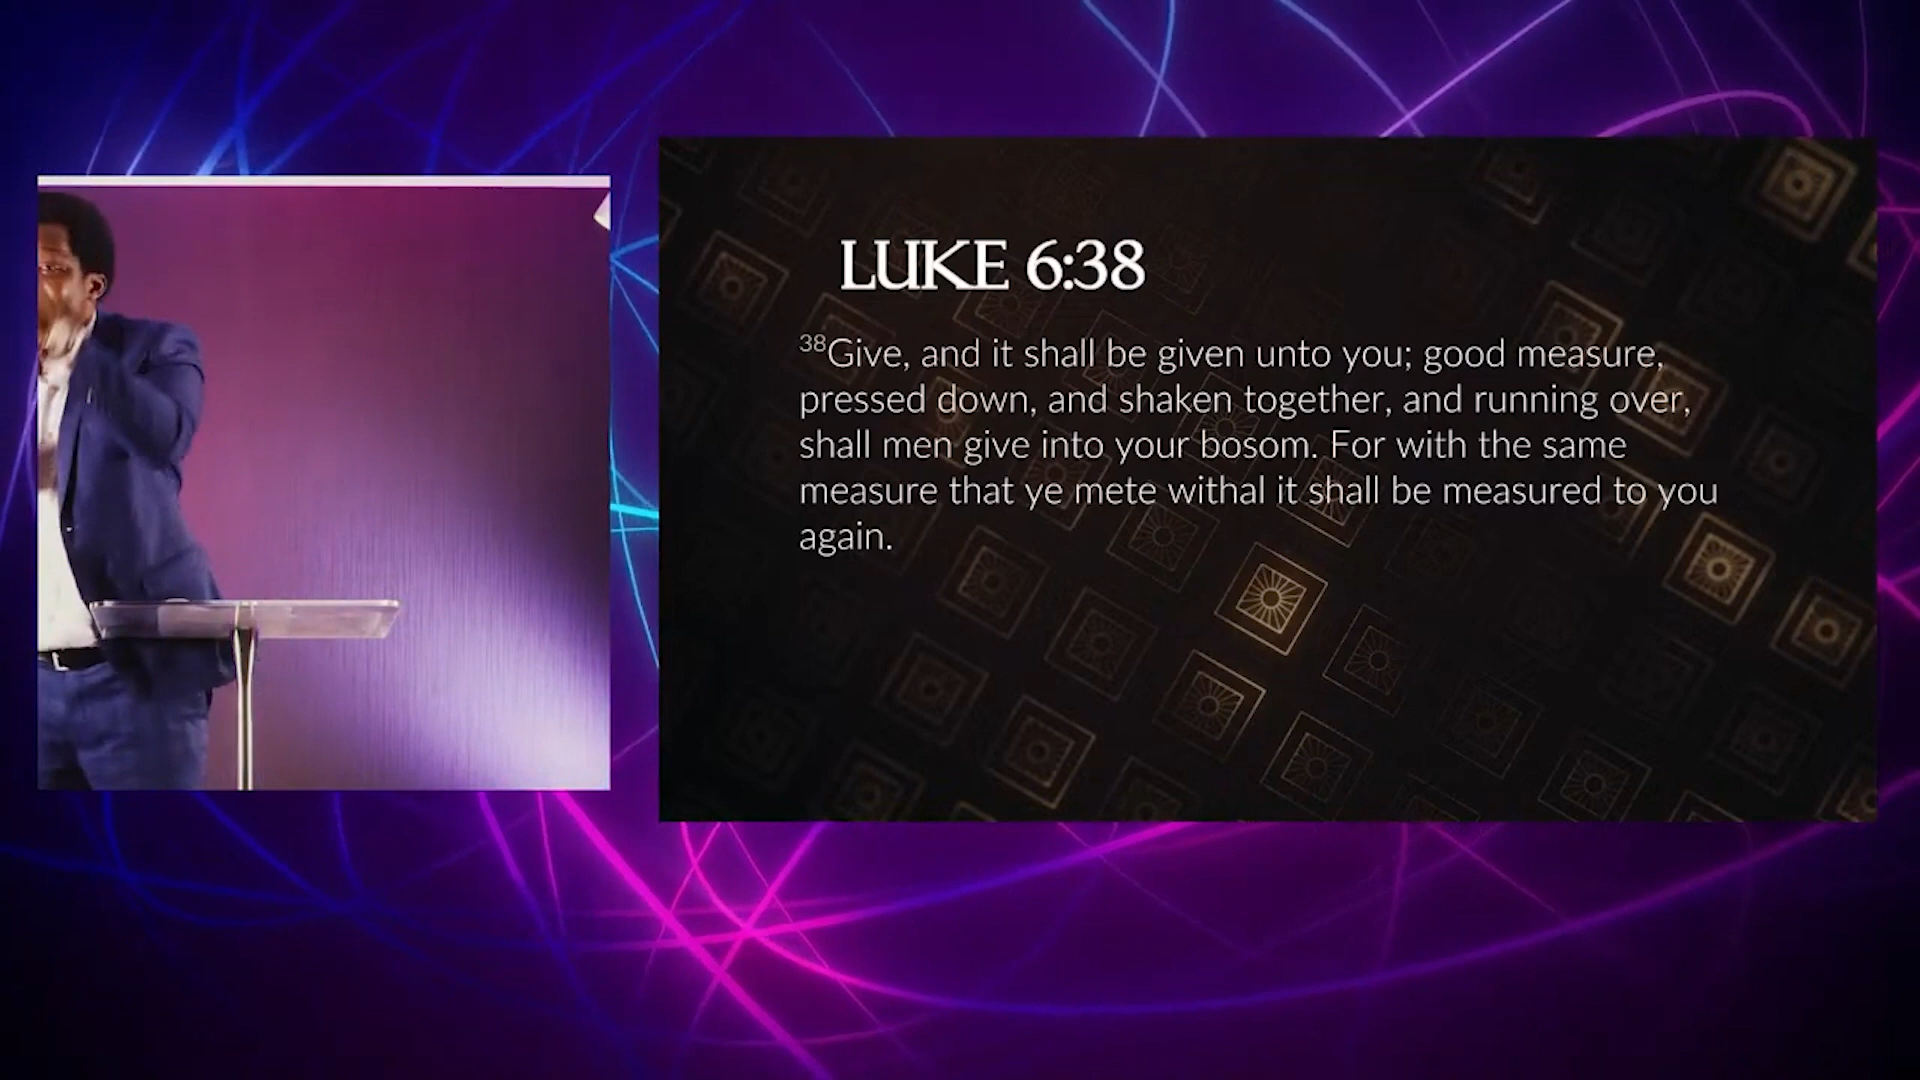 LUKE 6:38
38Give, and it shall be given unto you; good measure,
pressed down, and shaken together, and running over,
shall men give into your bosom. For with the same
measure that ye mete withal it shall be measured to you
again.